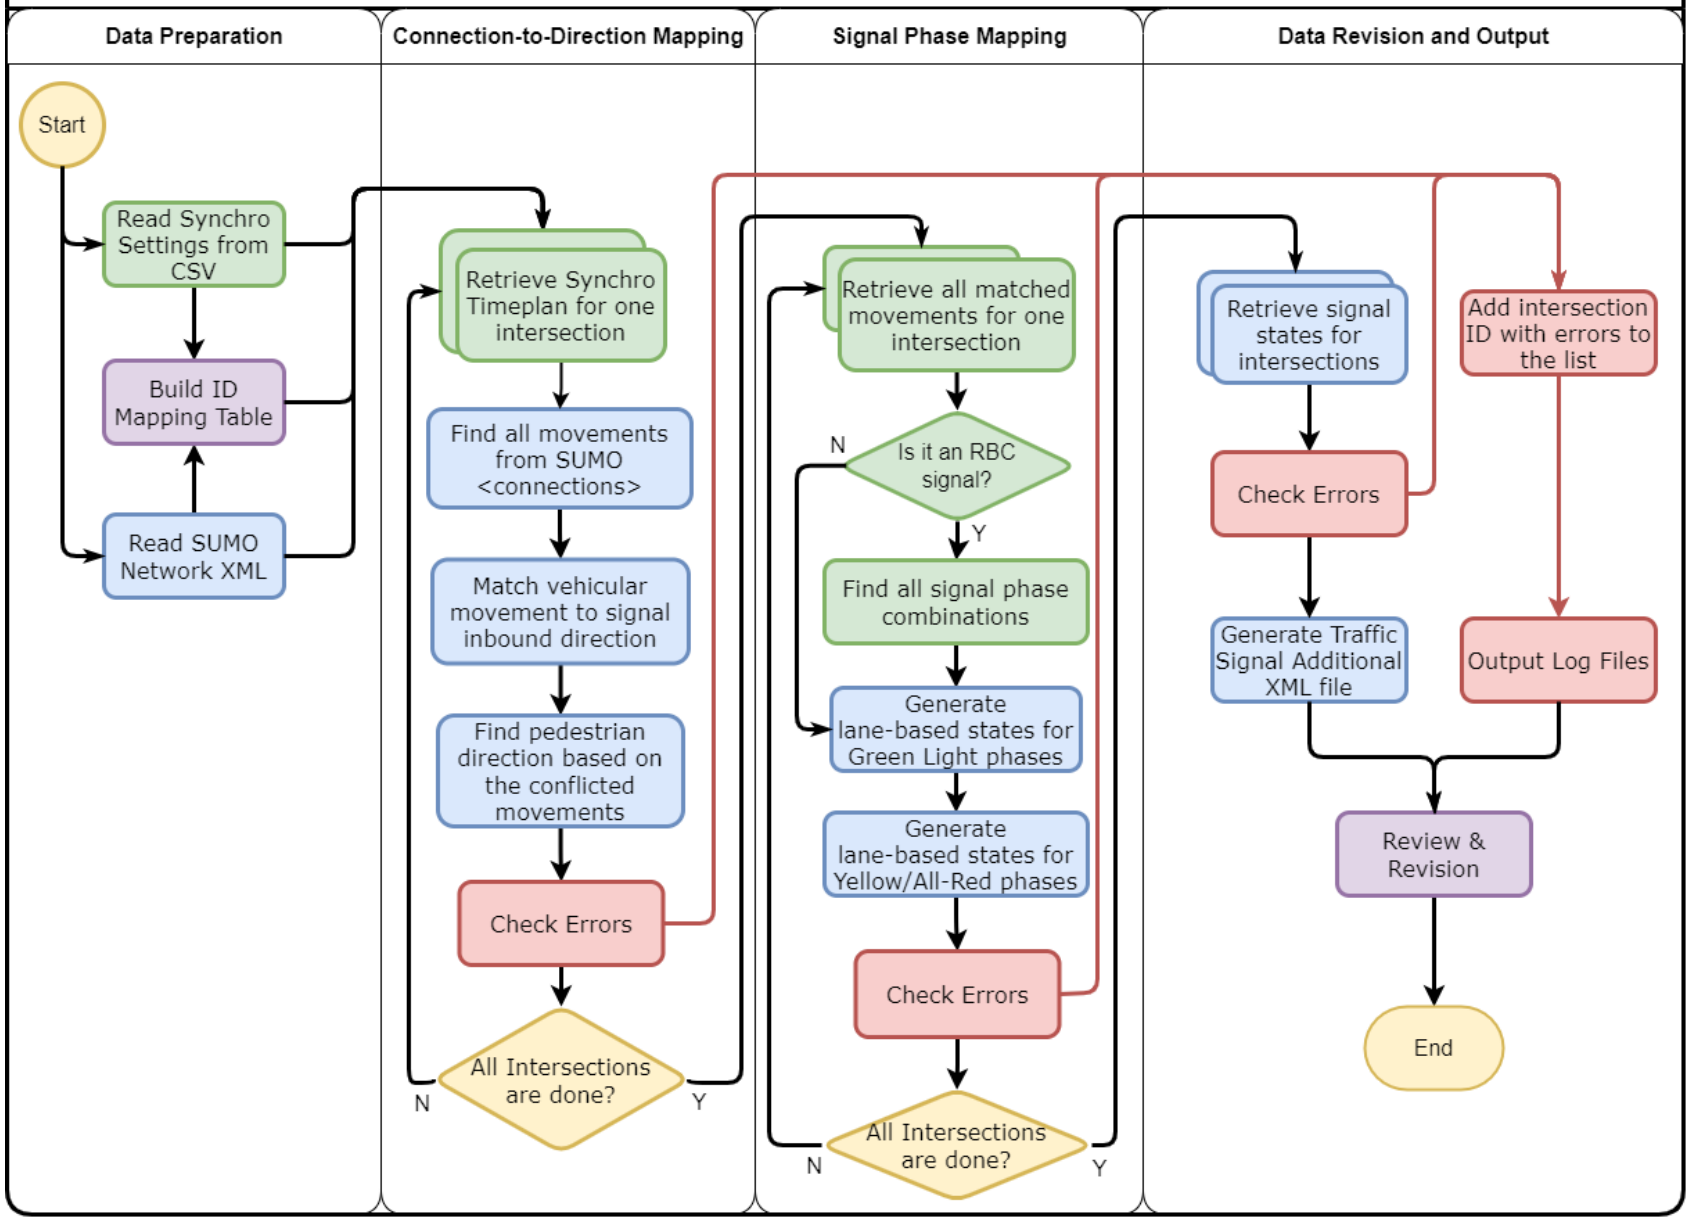 Data Preparation
Connection-to-Direction Mapping
Signal Phase Mapping
Data Revision and Output
Start
Read Synchro
Settings from
CSV
Build ID
Mapping Table
Read SUMO
Network XML
Retrieve Synchro
Timeplan for one
intersection
Find all movements
from SUMO
<connections>
Match vehicular
movement to signal
inbound direction
Find pedestrian
direction based on
the conflicted
movements
Check Errors
All Intersections
are done?
N
Y
Retrieve all matched
movements for one
intersection
Is it an RBC
signal?
N
Y
Find all signal phase
combinations
Generate
lane-based states for
Green Light phases
Generate
lane-based states for
Yellow/All-Red phases
Check Errors
All Intersections
are done?
N
Y
Retrieve signal
states for
intersections
Check Errors
Generate Traffic
Signal Additional
XML file
Add intersection
ID with errors to
the list
Output Log Files
Review &
Revision
End